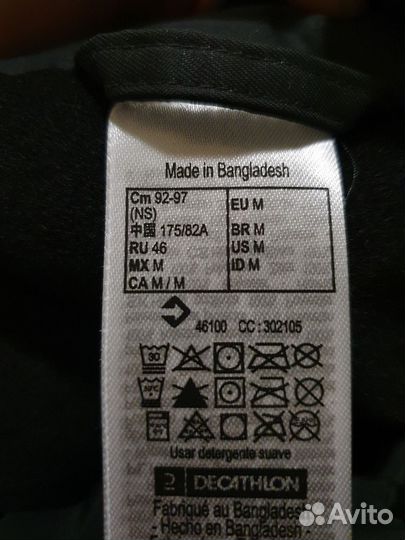 Made in Bangladesh
Cm 92-97
(NS)
中国 175/82A
RU 46
MX M
CA M / M
EU M
BR M
US M
ID M
46100 CC : 302105
30
Usar detergente suave
DECATHLON
Fabriqué au Bangladesh
- Hecho en Bangladesh -
Avito